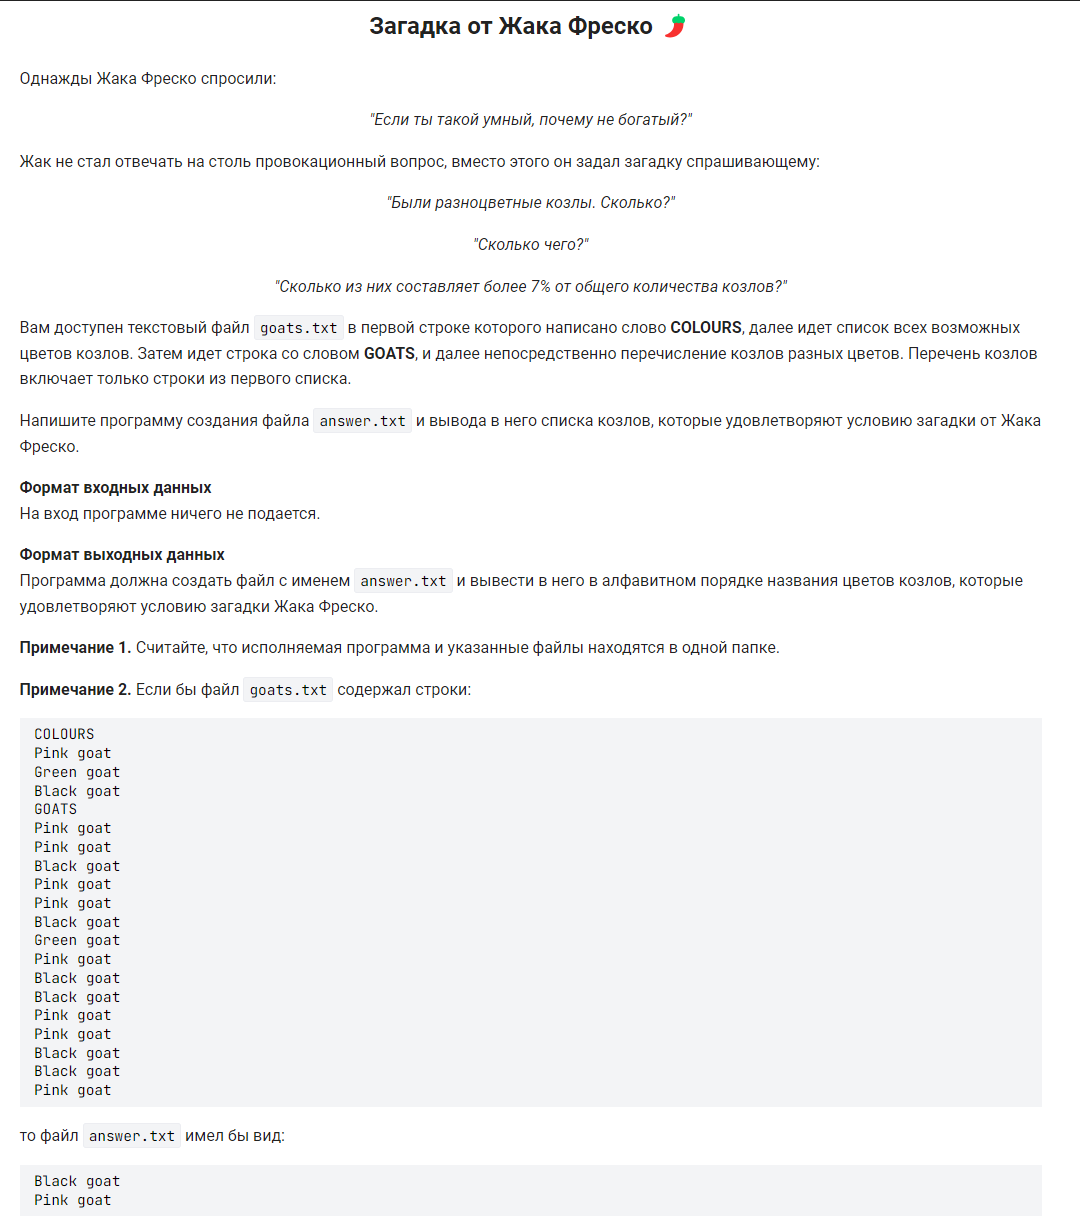 Загадка от Жака Фреско 🌶️
Однажды Жака Фреско спросили:
"Если ты такой умный, почему не богатый?"
Жак не стал отвечать на столь провокационный вопрос, вместо этого он задал загадку спрашивающему:
"Были разноцветные козлы. Сколько?"
"Сколько чего?"
"Сколько из них составляет более 7% от общего количества козлов?"
Вам доступен текстовый файл goats.txt в первой строке которого написано слово COLOURS, далее идет список всех возможных
цветов козлов. Затем идет строка со словом GOATS, и далее непосредственно перечисление козлов разных цветов. Перечень козлов
включает только строки из первого списка.
Напишите программу создания файла answer.txt и вывода в него списка козлов, которые удовлетворяют условию загадки от Жака
Фреско.
Формат входных данных
На вход программе ничего не подается.
Формат выходных данных
Программа должна создать файл с именем answer.txt и вывести в него в алфавитном порядке названия цветов козлов, которые
удовлетворяют условию загадки Жака Фреско.
Примечание 1. Считайте, что исполняемая программа и указанные файлы находятся в одной папке.
Примечание 2. Если бы файл goats.txt содержал строки:
COLOURS
Pink goat
Green goat
Black goat
GOATS
Pink goat
Pink goat
Black goat
Pink goat
Pink goat
Black goat
Green goat
Pink goat
Black goat
Black goat
Pink goat
Pink goat
Black goat
Black goat
Pink goat
то файл answer.txt имел бы вид:
Black goat
Pink goat